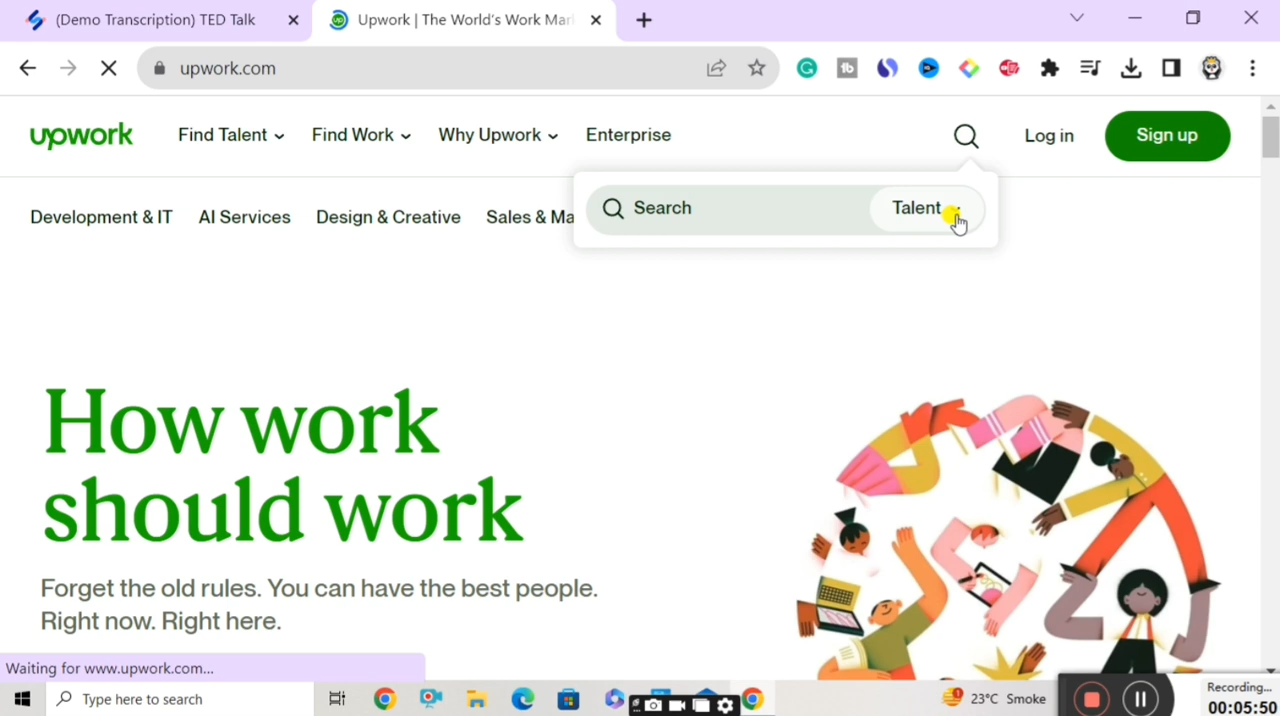 (Demo Transcription) TED Talk
Upwork | The World's Work Mar
upwork.com
upwork
Find Talent
Find Work
Why Upwork
Enterprise
Log in
Sign up
Search
Talent
Development & IT
AI Services
Design & Creative
Sales & Ma
How work
should work
Forget the old rules. You can have the best people.
Right now. Right here.
Waiting for www.upwork.com...
Type here to search
23°C Smoke
Recording...
00:05:50